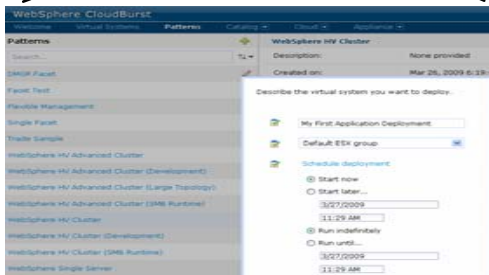 WebSphere CloudBurst
Welcome Virtual Systems Patterns Catalog Cloud Appliance
Patterns
Search...
DMGR Facet
Facet Test
Flexible Management
Single Facet
Trade Sample
WebSphere HV Advanced Cluster
WebSphere HV Advanced Cluster (Development)
WebSphere HV Advanced Cluster (Large Topology)
WebSphere HV Advanced Cluster (SMB Runtime)
WebSphere HV Cluster
WebSphere HV Cluster (Development)
WebSphere HV Cluster (SMB Runtime)
WebSphere Single Server
WebSphere HV Cluster
Description: None provided
Created on: Mar 26, 2009 6:19
Describe the virtual system you want to deploy.
My First Application Deployment
Default ESX group
Schedule deployment
Start now
Start later...
3/27/2009
11:29 AM
Run indefinitely
Run until...
3/27/2009
11:29 AM